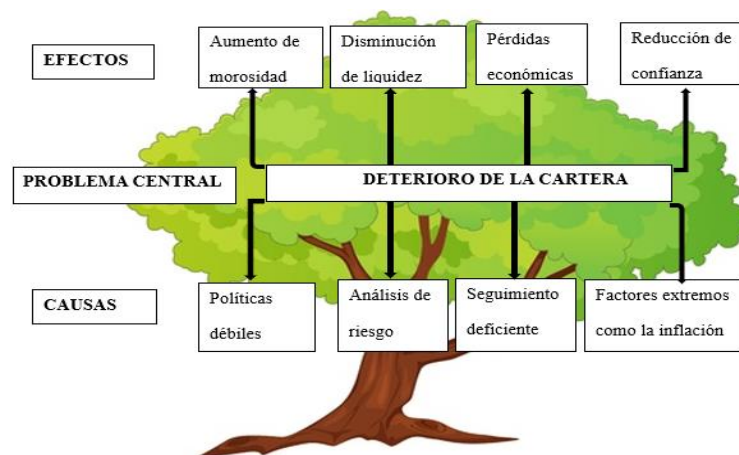 EFECTOS
Aumento de
morosidad
Disminución
de liquidez
Pérdidas
económicas
Reducción de
confianza
PROBLEMA CENTRAL
DETERIORO DE LA CARTERA
CAUSAS
Políticas
débiles
Análisis de
riesgo
Seguimiento
deficiente
Factores extremos
como la inflación